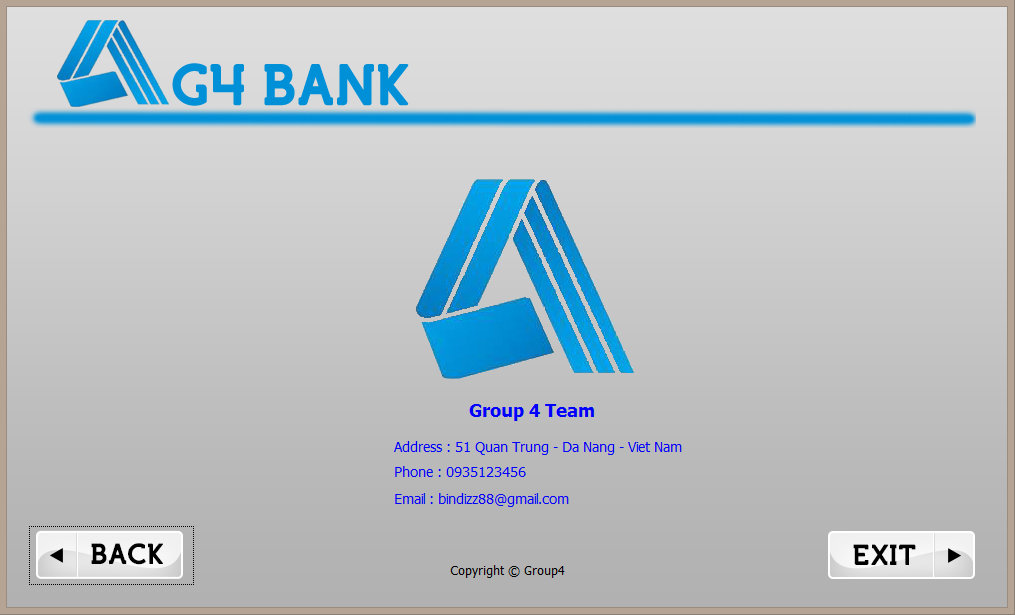 G4 BANK
Group 4 Team
Address : 51 Quan Trung - Da Nang - Viet Nam
Phone : 0935123456
Email : bindizz88@gmail.com
BACK
EXIT
Copyright © Group4